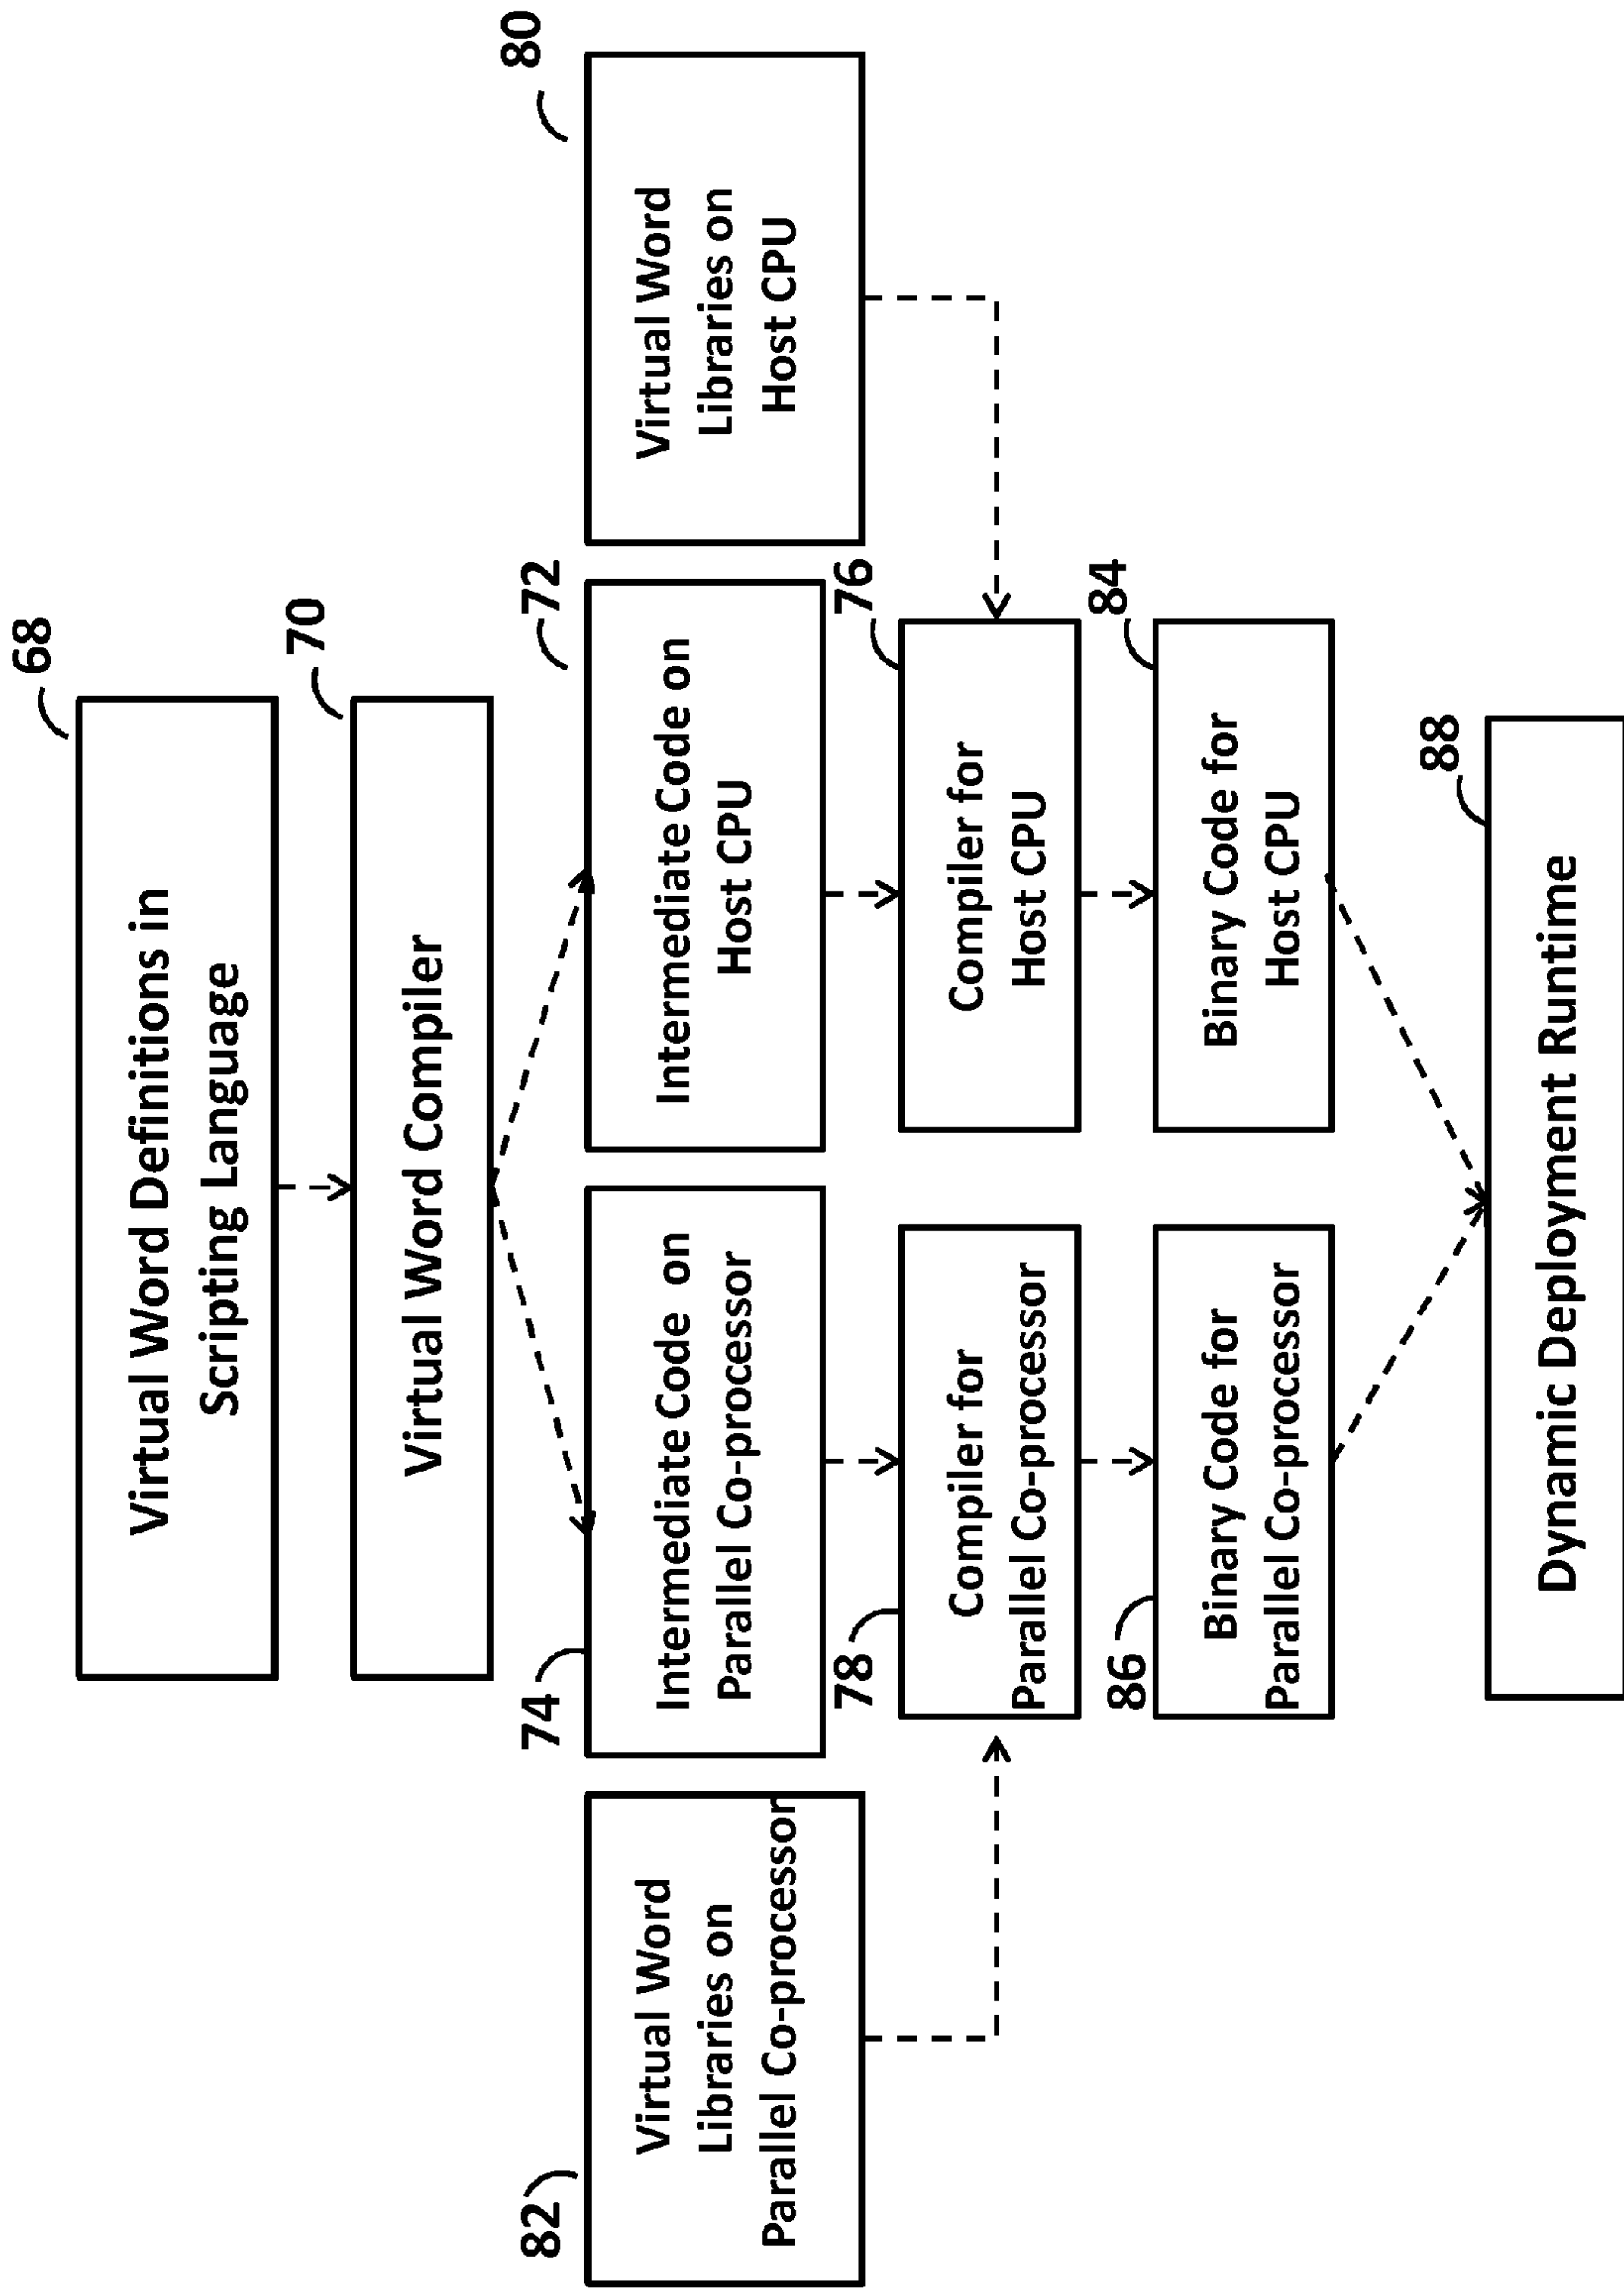 68
Virtual Word Definitions in
Scripting Language
70
Virtual Word Compiler
82
Virtual Word
Libraries on
Parallel Co-processor
74
Intermediate Code on
Parallel Co-processor
72
Intermediate Code on
Host CPU
80
Virtual Word
Libraries on
Host CPU
78
Compiler for
Parallel Co-processor
76
Compiler for
Host CPU
86
Binary Code for
Parallel Co-processor
84
Binary Code for
Host CPU
88
Dynamic Deployment Runtime